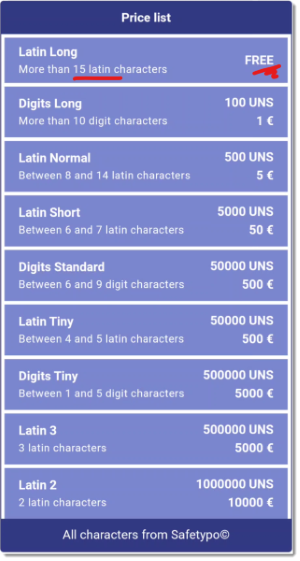 Price list
Latin Long
More than 15 latin characters
FREE
Digits Long
More than 10 digit characters
100 UNS
1 €
Latin Normal
Between 8 and 14 latin characters
500 UNS
5 €
Latin Short
Between 6 and 7 latin characters
5000 UNS
50 €
Digits Standard
Between 6 and 9 digit characters
50000 UNS
500 €
Latin Tiny
Between 4 and 5 latin characters
50000 UNS
500 €
Digits Tiny
Between 1 and 5 digit characters
500000 UNS
5000 €
Latin 3
3 latin characters
500000 UNS
5000 €
Latin 2
2 latin characters
1000000 UNS
10000 €
All characters from Safetypo©